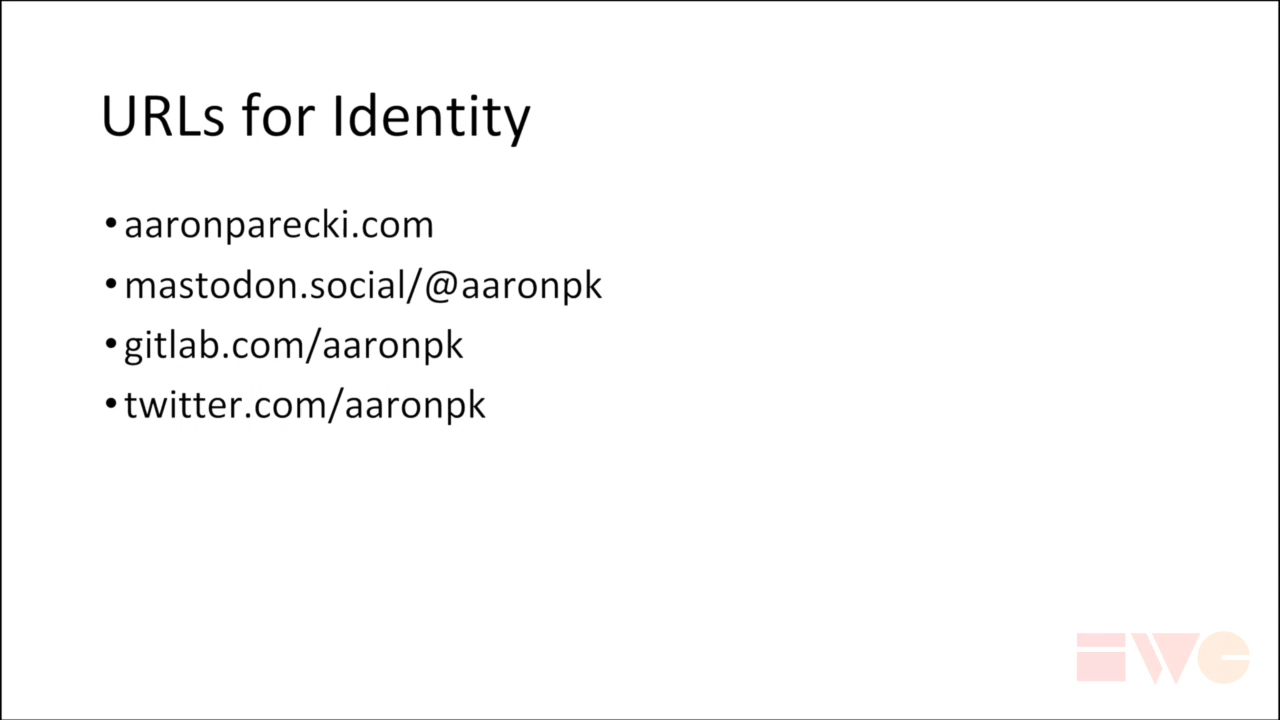 URLs for Identity
•aaronparecki.com
•mastodon.social/@aaronpk
•gitlab.com/aaronpk
•twitter.com/aaronpk